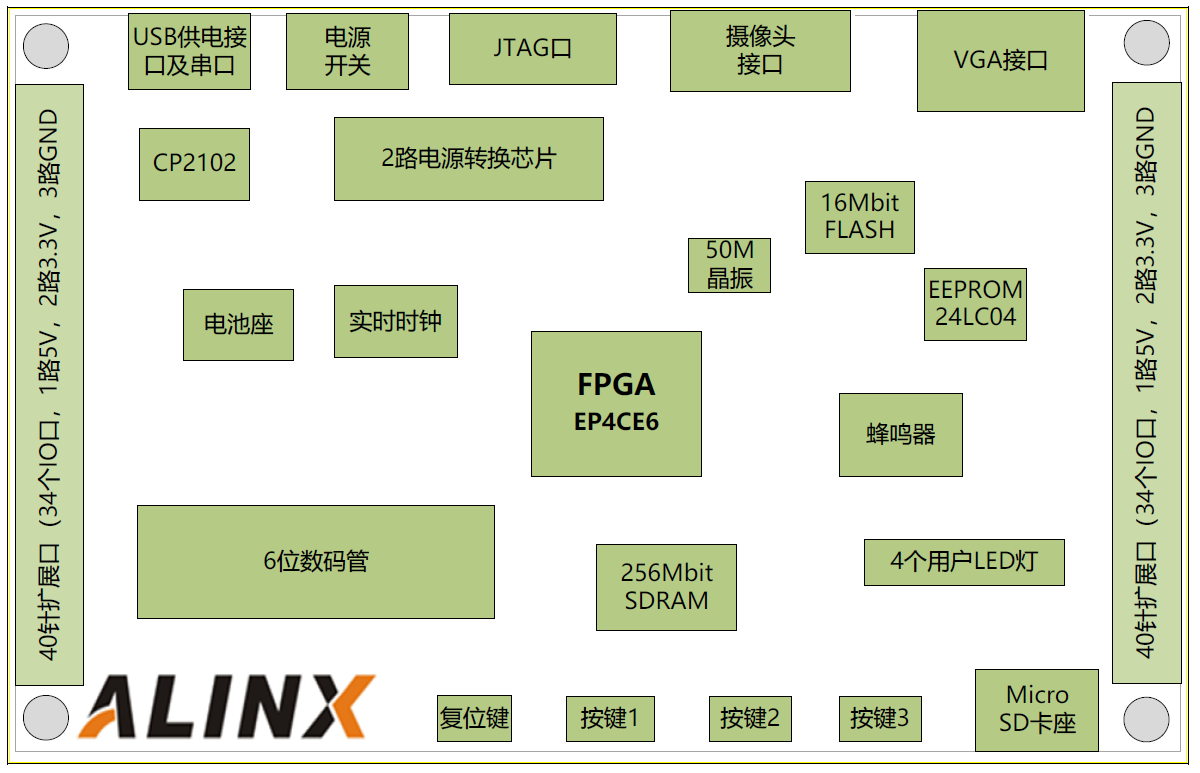 USB供电接
口及串口
电源
开关
JTAG口
摄像头
接口
VGA接口
CP2102
2路电源转换芯片
16Mbit
FLASH
50M
晶振
EEPROM
24LC04
电池座
实时时钟
FPGA
EP4CE6
蜂鸣器
6位数码管
256Mbit
SDRAM
4个用户LED灯
40针扩展口（34个IO口，1路5V，2路3.3V，3路GND
40针扩展口（34个IO口，1路5V，2路3.3V，3路GND
ALINX
复位键
按键1
按键2
按键3
Micro
SD卡座